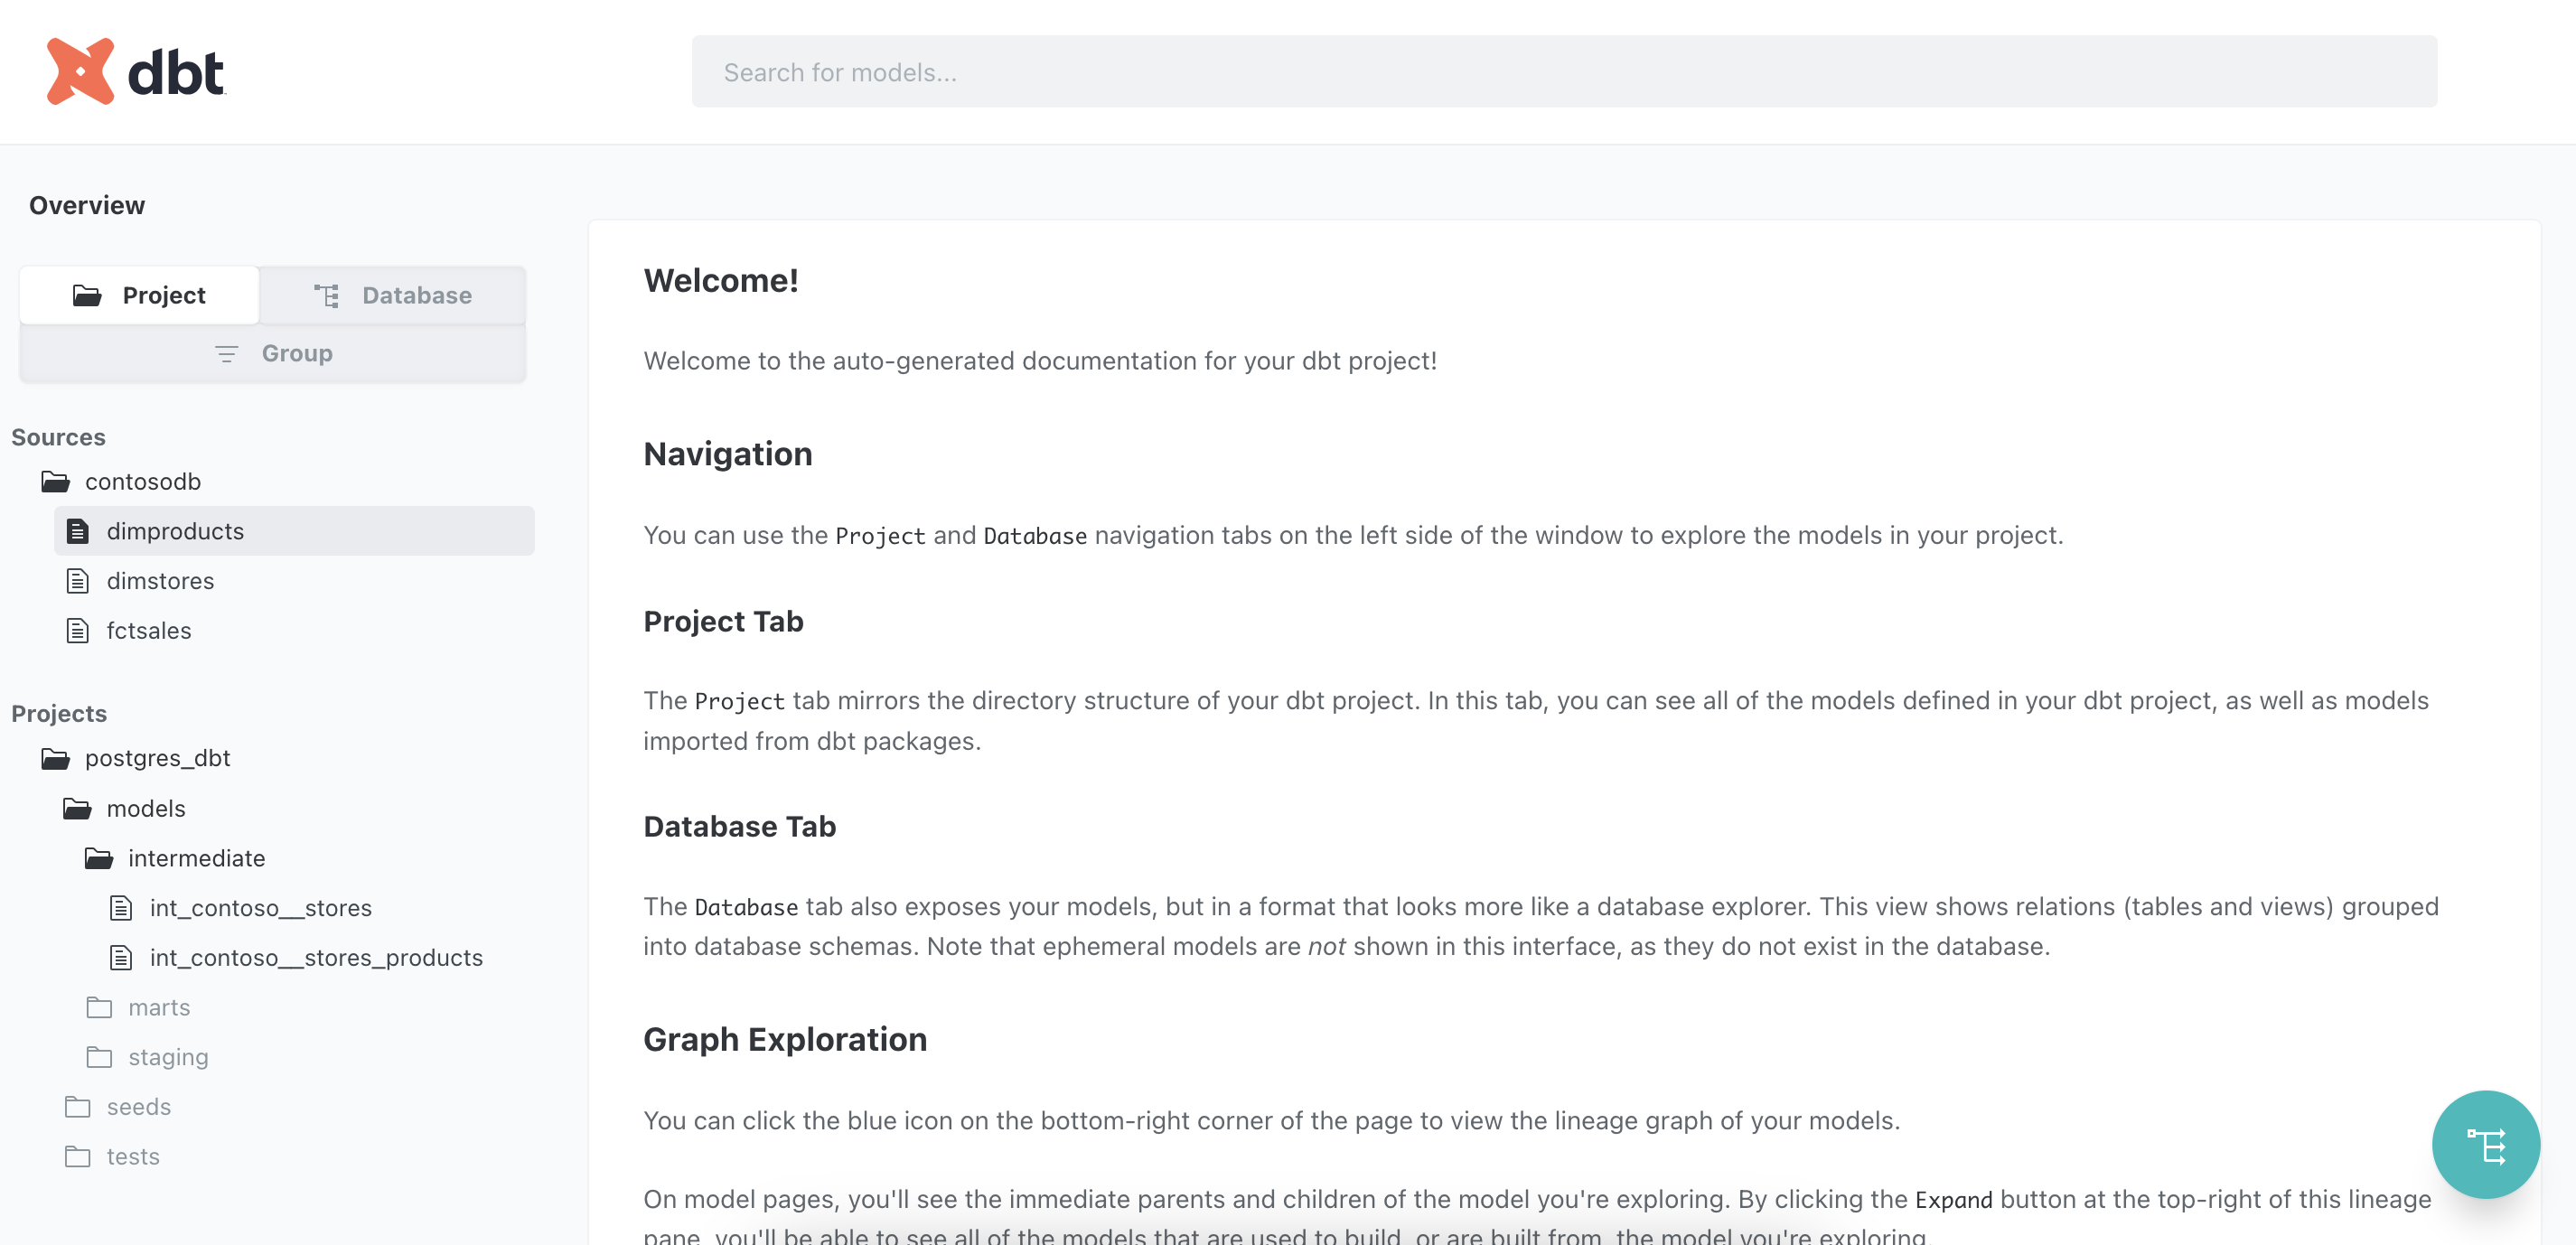 dbt
Search for models...
Overview
Project
Database
Group
Sources
contosodb
dimproducts
dimstores
fctsales
Projects
postgres_dbt
models
intermediate
int_contoso__stores
int_contoso__stores_products
marts
staging
seeds
tests
Welcome!
Welcome to the auto-generated documentation for your dbt project!
Navigation
You can use the Project and Database navigation tabs on the left side of the window to explore the models in your project.
Project Tab
The Project tab mirrors the directory structure of your dbt project. In this tab, you can see all of the models defined in your dbt project, as well as models
imported from dbt packages.
Database Tab
The Database tab also exposes your models, but in a format that looks more like a database explorer. This view shows relations (tables and views) grouped
into database schemas. Note that ephemeral models are not shown in this interface, as they do not exist in the database.
Graph Exploration
You can click the blue icon on the bottom-right corner of the page to view the lineage graph of your models.
On model pages, you'll see the immediate parents and children of the model you're exploring. By clicking the Expand button at the top-right of this lineage
pane, you'll be able to see all of the models that are used to build, or are built from, the model you're exploring.